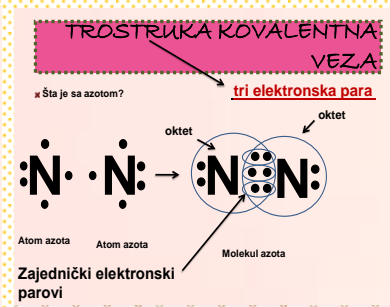 TROSTRUKA KOVALENTNA
VEZA
Šta je sa azotom?
tri elektronska para
oktet
oktet
N
N
N
N
Atom azota
Atom azota
Molekul azota
Zajednički elektronski
parovi